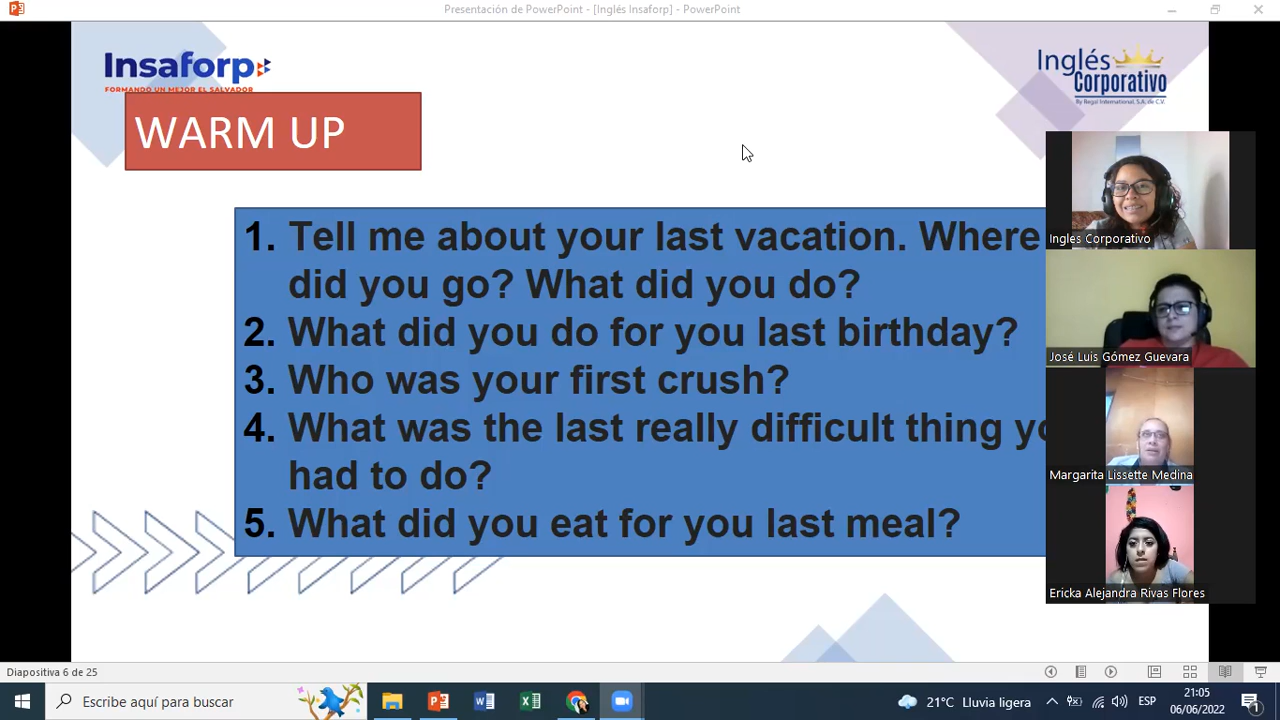 Presentación de PowerPoint - [Inglés Insaforp] - PowerPoint
Insaforp
FORMANDO UN MEJOR EL SALVADOR
Inglés
Corporativo
By Regal International, S.A. de C.V.
WARM UP
1. Tell me about your last vacation. Where
did you go? What did you do?
2. What did you do for you last birthday?
3. Who was your first crush?
4. What was the last really difficult thing
had to do?
5. What did you eat for you last meal?
Ingles Corporativo
José Luis Gómez Guevara
Margarita Lissette Medina
Ericka Alejandra Rivas Flores
Diapositiva 6 de 25
Escribe aquí para buscar
21°C Lluvia ligera
ESP
21:05
06/06/2022
1